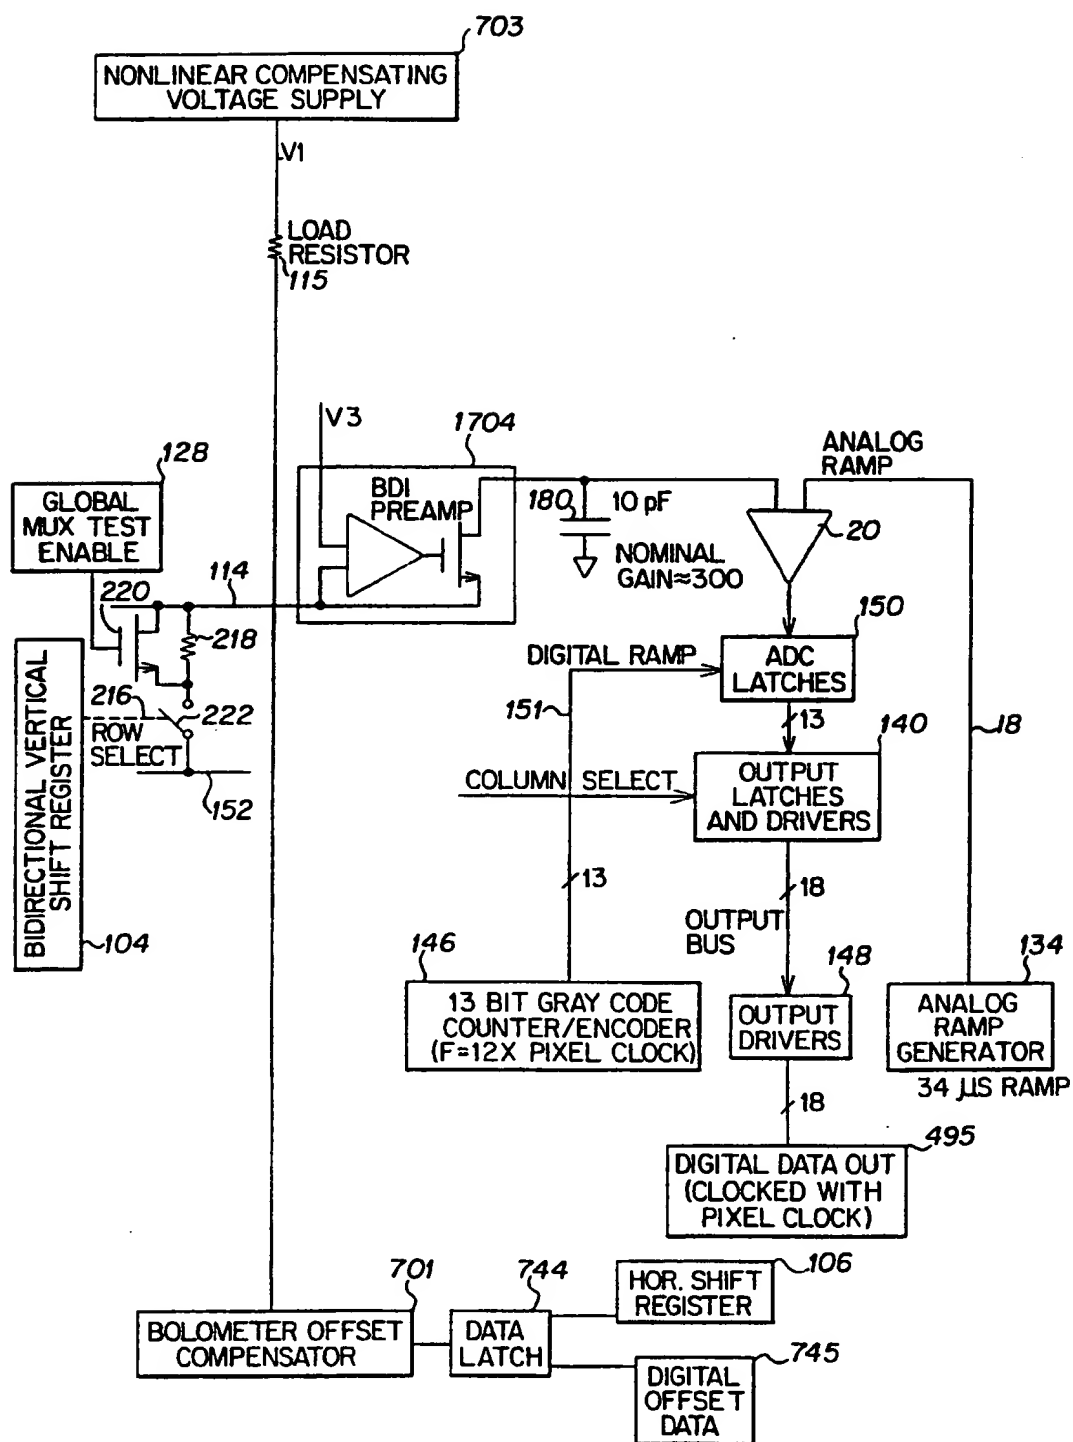 703
NONLINEAR COMPENSATING
VOLTAGE SUPPLY
V1
LOAD
RESISTOR
115
V3
1704
128
GLOBAL
MUX TEST
ENABLE
BDI
PREAMP
180
10 pF
NOMINAL
GAIN≈300
ANALOG
RAMP
20
114
220
218
216
222
ROW
SELECT
152
BIDIRECTIONAL VERTICAL
SHIFT REGISTER
104
150
DIGITAL RAMP
ADC
LATCHES
151
13
140
18
COLUMN SELECT
OUTPUT
LATCHES
AND DRIVERS
13
18
OUTPUT
BUS
146
13 BIT GRAY CODE
COUNTER/ENCODER
(F=12X PIXEL CLOCK)
148
OUTPUT
DRIVERS
134
ANALOG
RAMP
GENERATOR
34 µS RAMP
18
495
DIGITAL DATA OUT
(CLOCKED WITH
PIXEL CLOCK)
701
BOLOMETER OFFSET
COMPENSATOR
744
DATA
LATCH
106
HOR. SHIFT
REGISTER
745
DIGITAL
OFFSET
DATA